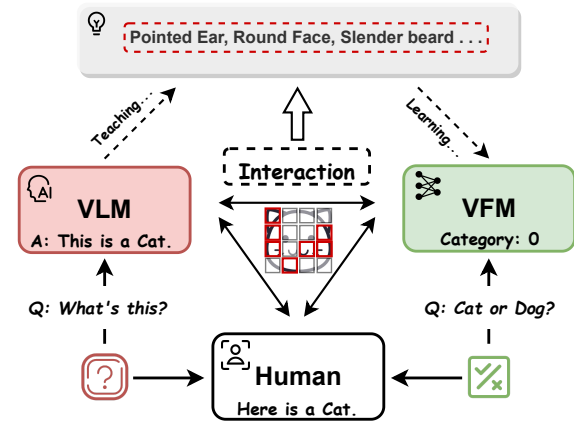 Pointed Ear, Round Face, Slender beard . . .
Teaching...
Learning...
Interaction
AI
VLM
A: This is a Cat.
VFM
Category: 0
Q: What's this?
Q: Cat or Dog?
?
Human
Here is a Cat.